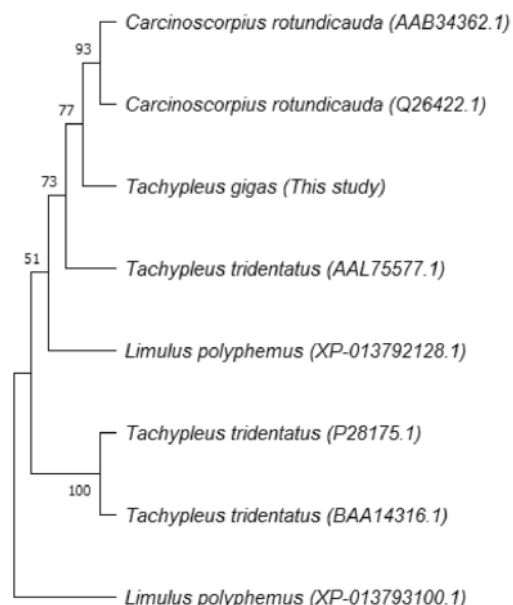 Carcinoscorpius rotundicauda (AAB34362.1)
93
Carcinoscorpius rotundicauda (Q26422.1)
77
Tachypleus gigas (This study)
73
Tachypleus tridentatus (AAL75577.1)
51
Limulus polyphemus (XP-013792128.1)
Tachypleus tridentatus (P28175.1)
100
Tachypleus tridentatus (BAA14316.1)
Limulus polyphemus (XP-013793100.1)